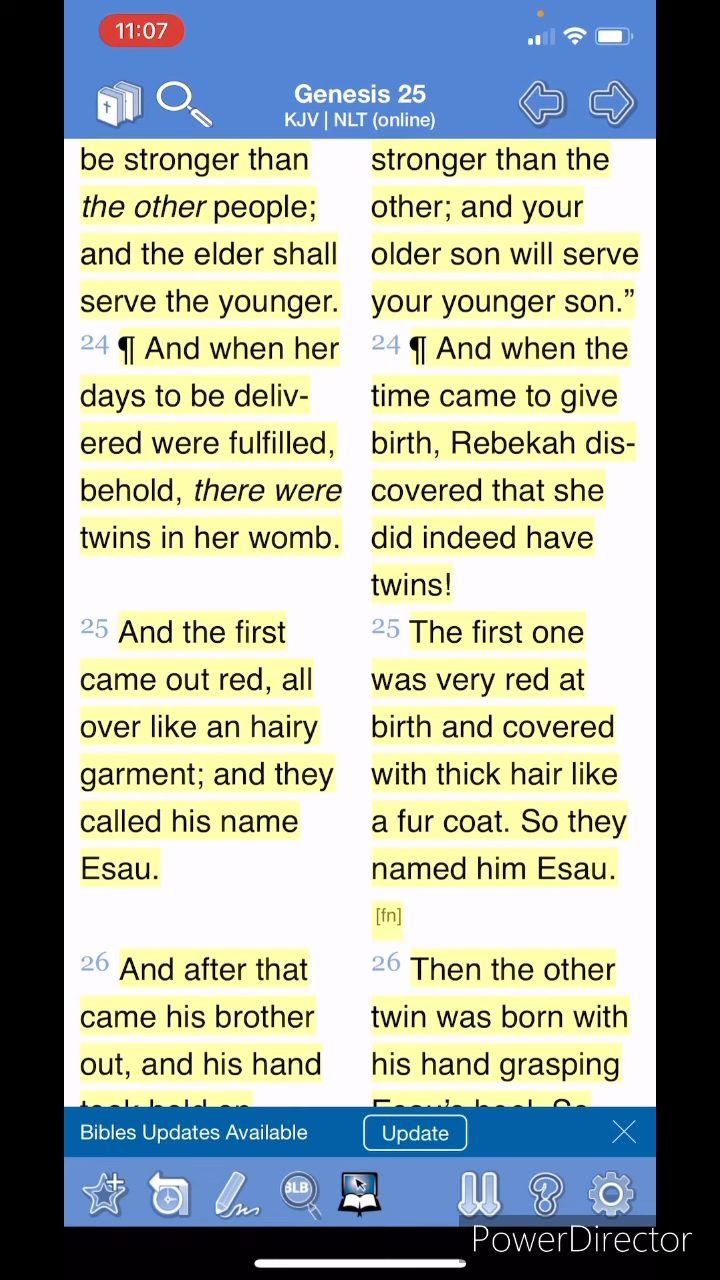 11:07
Genesis 25
KJV | NLT (online)
be stronger than
the other people;
and the elder shall
serve the younger.
24 ¶ And when her
days to be deliv-
ered were fulfilled,
behold, there were
twins in her womb.
25 And the first
came out red, all
over like an hairy
garment; and they
called his name
Esau.
26 And after that
came his brother
out, and his hand
took hold on
stronger than the
other; and your
older son will serve
your younger son.”
24 ¶ And when the
time came to give
birth, Rebekah dis-
covered that she
did indeed have
twins!
25 The first one
was very red at
birth and covered
with thick hair like
a fur coat. So they
named him Esau.
[fn]
26 Then the other
twin was born with
his hand grasping
Esau’s heel. So
Bibles Updates Available
Update
BLB
PowerDirector